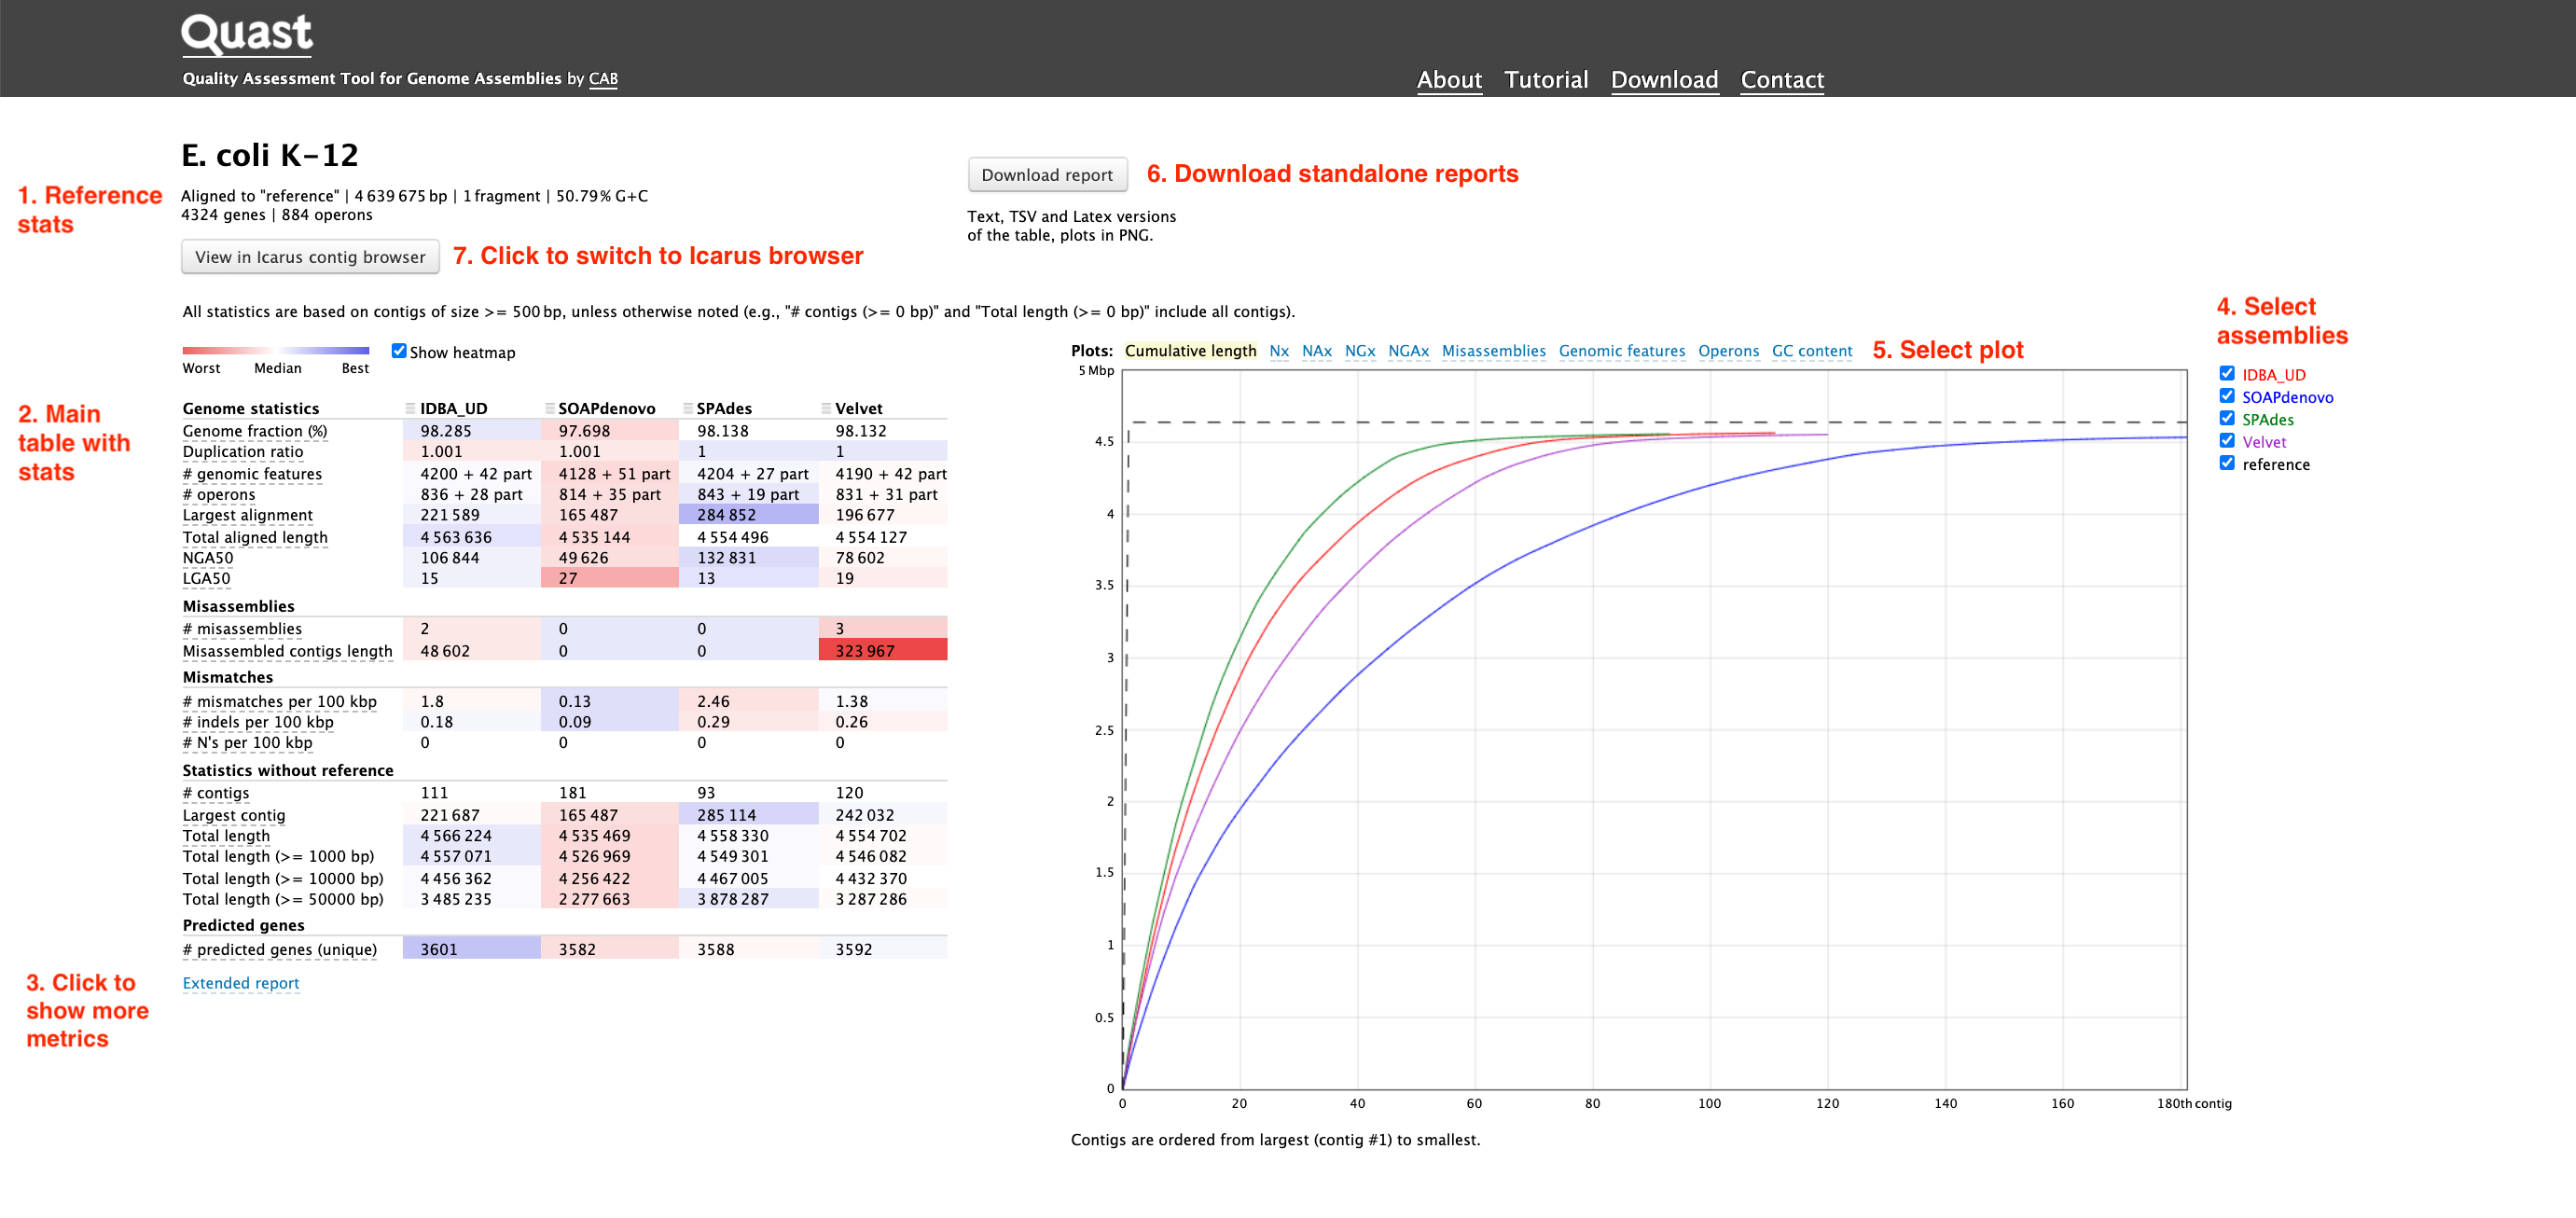 Quast
Quality Assessment Tool for Genome Assemblies by CAB
About Tutorial Download Contact
E. coli K-12
1. Reference
stats
Aligned to "reference" | 4 639 675 bp | 1 fragment | 50.79% G+C
4324 genes | 884 operons
View in Icarus contig browser
7. Click to switch to Icarus browser
Download report
6. Download standalone reports
Text, TSV and Latex versions
of the table, plots in PNG.
All statistics are based on contigs of size >= 500 bp, unless otherwise noted (e.g., "# contigs (>= 0 bp)" and "Total length (>= 0 bp)" include all contigs).
Worst Median Best
Show heatmap
2. Main
table with
stats
Genome statistics IDBA_UD SOAPdenovo SPAdes Velvet
Genome fraction (%) 98.285 97.698 98.138 98.132
Duplication ratio 1.001 1.001 1 1
# genomic features 4200 + 42 part 4128 + 51 part 4204 + 27 part 4190 + 42 part
# operons 836 + 28 part 814 + 35 part 843 + 19 part 831 + 31 part
Largest alignment 221 589 165 487 284 852 196 677
Total aligned length 4 563 636 4 535 144 4 554 496 4 554 127
NGA50 106 844 49 626 132 831 78 602
LGA50 15 27 13 19
Misassemblies
# misassemblies 2 0 0 3
Misassembled contigs length 48 602 0 0 323 967
Mismatches
# mismatches per 100 kbp 1.8 0.13 2.46 1.38
# indels per 100 kbp 0.18 0.09 0.29 0.26
# N's per 100 kbp 0 0 0 0
Statistics without reference
# contigs 111 181 93 120
Largest contig 221 687 165 487 285 114 242 032
Total length 4 566 224 4 535 469 4 558 330 4 554 702
Total length (>= 1000 bp) 4 557 071 4 526 969 4 549 301 4 546 082
Total length (>= 10000 bp) 4 456 362 4 256 422 4 467 005 4 432 370
Total length (>= 50000 bp) 3 485 235 2 277 663 3 878 287 3 287 286
Predicted genes
# predicted genes (unique) 3601 3582 3588 3592
Extended report
3. Click to
show more
metrics
Plots: Cumulative length Nx NAx NGx NGAx Misassemblies Genomic features Operons GC content
5. Select plot
5 Mbp
4.5
4
3.5
3
2.5
2
1.5
1
0.5
0
0 20 40 60 80 100 120 140 160 180th contig
Contigs are ordered from largest (contig #1) to smallest.
4. Select
assemblies
IDBA_UD
SOAPdenovo
SPAdes
Velvet
reference